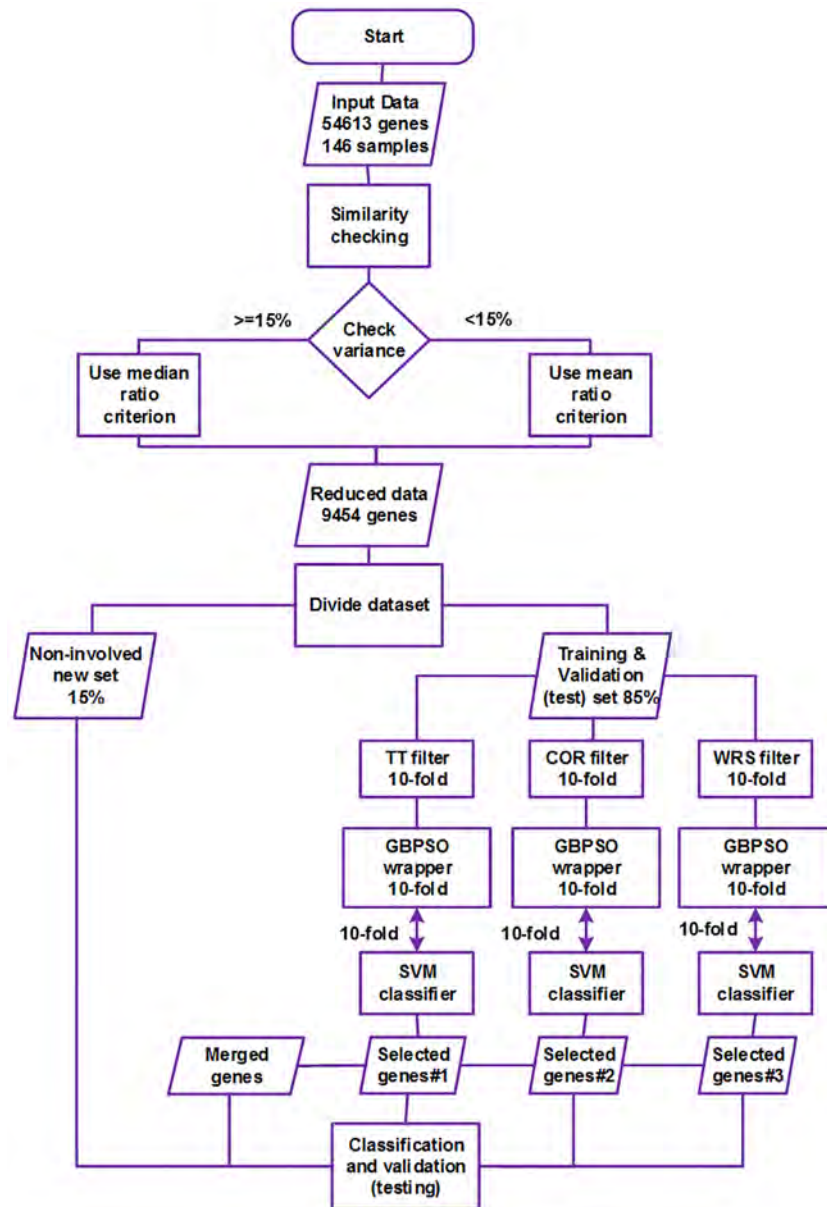 Start
Input Data
54613 genes
146 samples
Similarity
checking
>=15%
Check
variance
<15%
Use median
ratio
criterion
Use mean
ratio
criterion
Reduced data
9454 genes
Divide dataset
Non-involved
new set
15%
Training &
Validation
(test) set 85%
TT filter
10-fold
COR filter
10-fold
WRS filter
10-fold
GBPSO
wrapper
10-fold
GBPSO
wrapper
10-fold
GBPSO
wrapper
10-fold
10-fold
10-fold
10-fold
SVM
classifier
SVM
classifier
SVM
classifier
Merged
genes
Selected
genes#1
Selected
genes#2
Selected
genes#3
Classification
and validation
(testing)